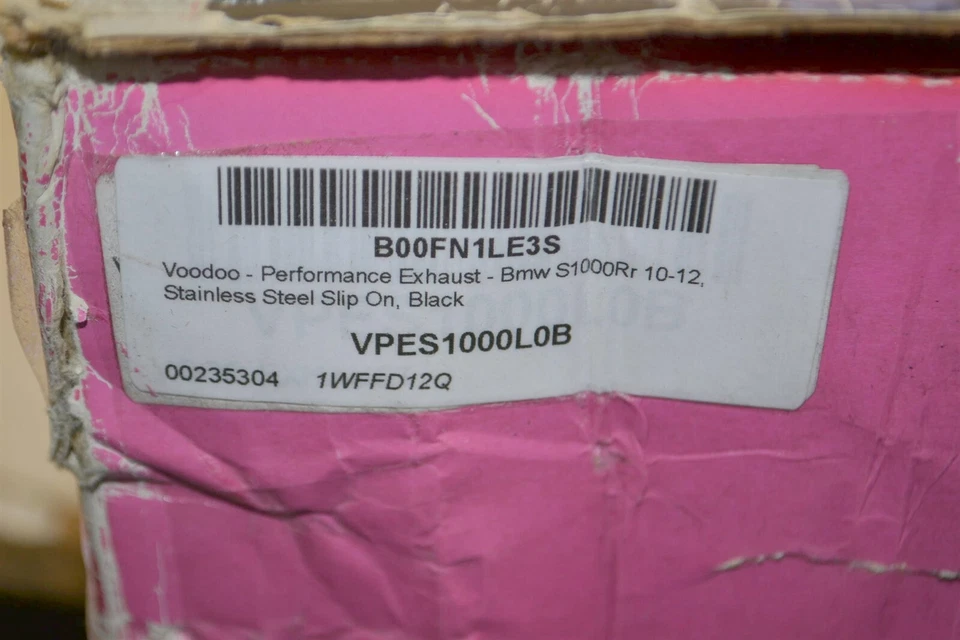 B00FN1LE3S
Voodoo - Performance Exhaust - Bmw S1000Rr 10-12,
Stainless Steel Slip On, Black
VPES1000L0B
00235304 1WFFD12Q